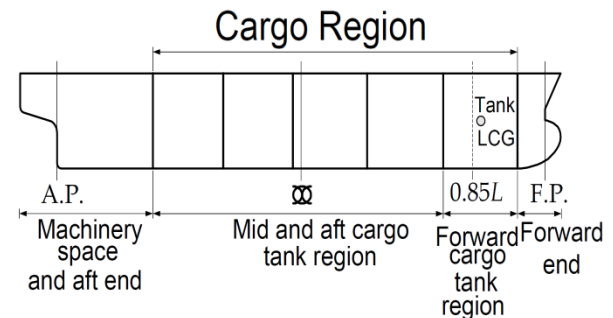 Cargo Region
Tank
LCG
A.P.
0.85L
F.P.
Machinery
space
and aft end
Mid and aft cargo
tank region
Forward
cargo
tank
region
Forward
end